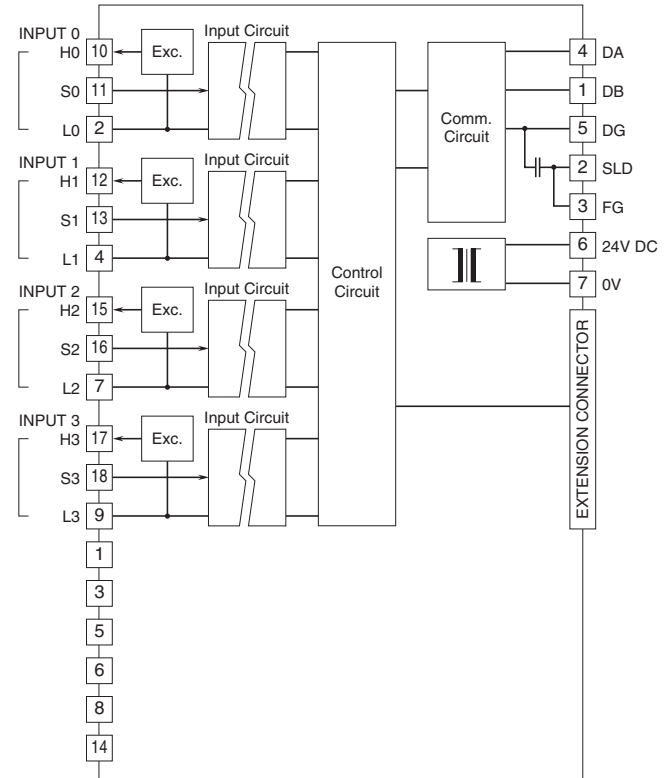 INPUT 0
H0 10 Exc. Input Circuit
S0 11
L0 2
INPUT 1
H1 12 Exc. Input Circuit
S1 13
L1 4
INPUT 2
H2 15 Exc. Input Circuit
S2 16
L2 7
INPUT 3
H3 17 Exc. Input Circuit
S3 18
L3 9
1
3
5
6
8
14
Control
Circuit
Comm.
Circuit
4 DA
1 DB
5 DG
2 SLD
3 FG
6 24V DC
7 0V
EXTENSION CONNECTOR